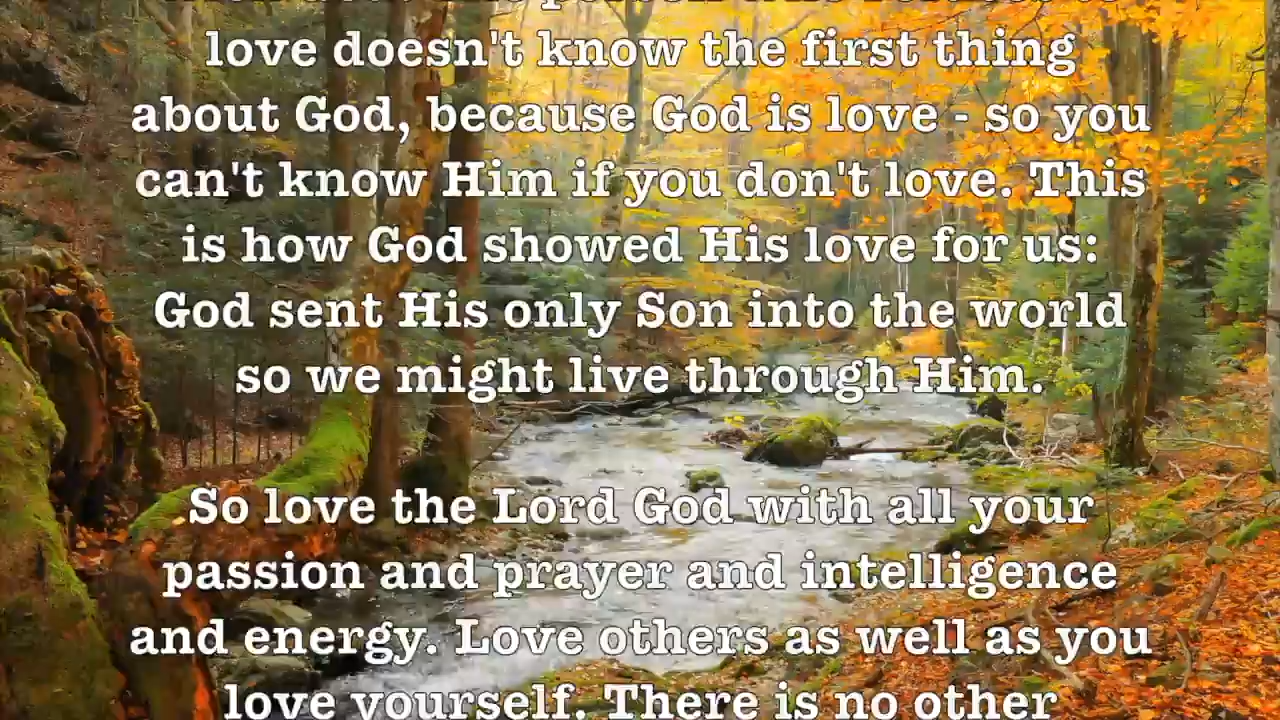 love doesn't know the first thing
about God, because God is love - so you
can't know Him if you don't love. This
is how God showed His love for us:
God sent His only Son into the world
so we might live through Him.
So love the Lord God with all your
passion and prayer and intelligence
and energy. Love others as well as you
love yourself. There is no other